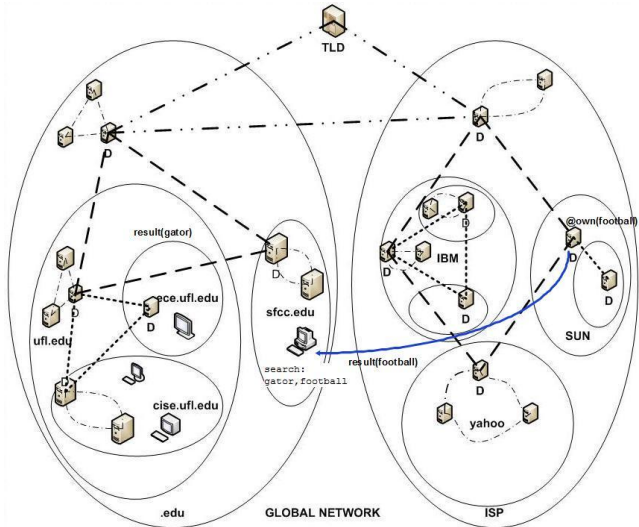 TLD
D
D
result(gator)
@own(football)
D
D
IBM
D
D
sfcc.edu
D
ece.ufl.edu
D
D
ufl.edu
D
D
SUN
result(football)
search:
gator,football
D
cise.ufl.edu
yahoo
.edu
GLOBAL NETWORK
ISP